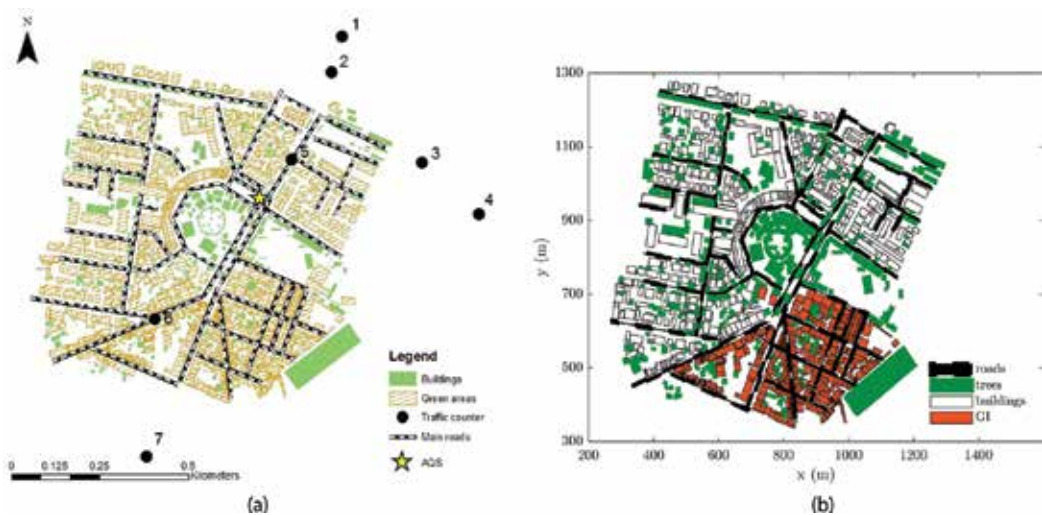 N
1
2
3
4
5
7
Legend
Buildings
Green areas
Traffic counter
Main roads
AQS
0 0.125 0.25 0.5
Kilometers
(a)
1300
1100
900
700
500
300
y (m)
200 400 600 800 1000 1200 1400
x (m)
roads
trees
buildings
GI
(b)